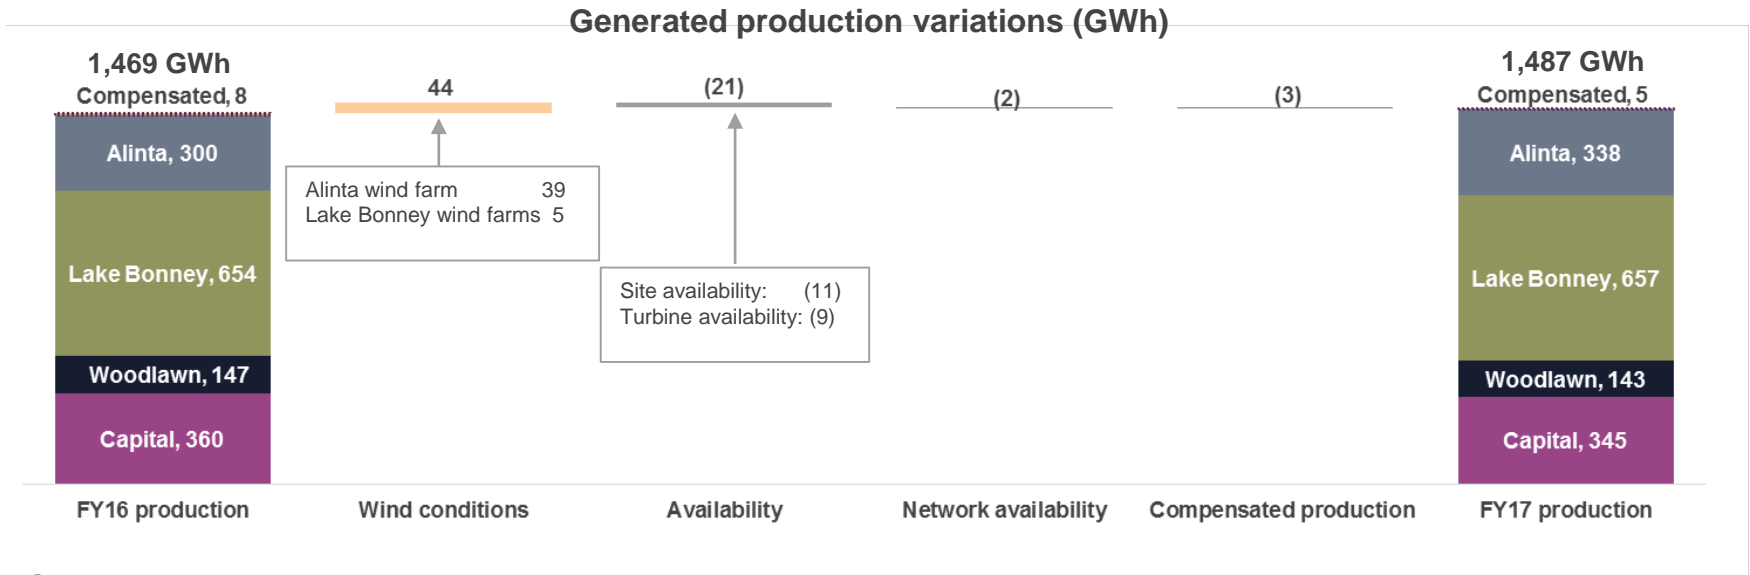 Generated production variations (GWh)
1,469 GWh
Compensated, 8
Alinta, 300
Lake Bonney, 654
Woodlawn, 147
Capital, 360
44
Alinta wind farm 39
Lake Bonney wind farms 5
(21)
Site availability: (11)
Turbine availability: (9)
(2)
(3)
1,487 GWh
Compensated, 5
Alinta, 338
Lake Bonney, 657
Woodlawn, 143
Capital, 345
FY16 production
Wind conditions
Availability
Network availability
Compensated production
FY17 production